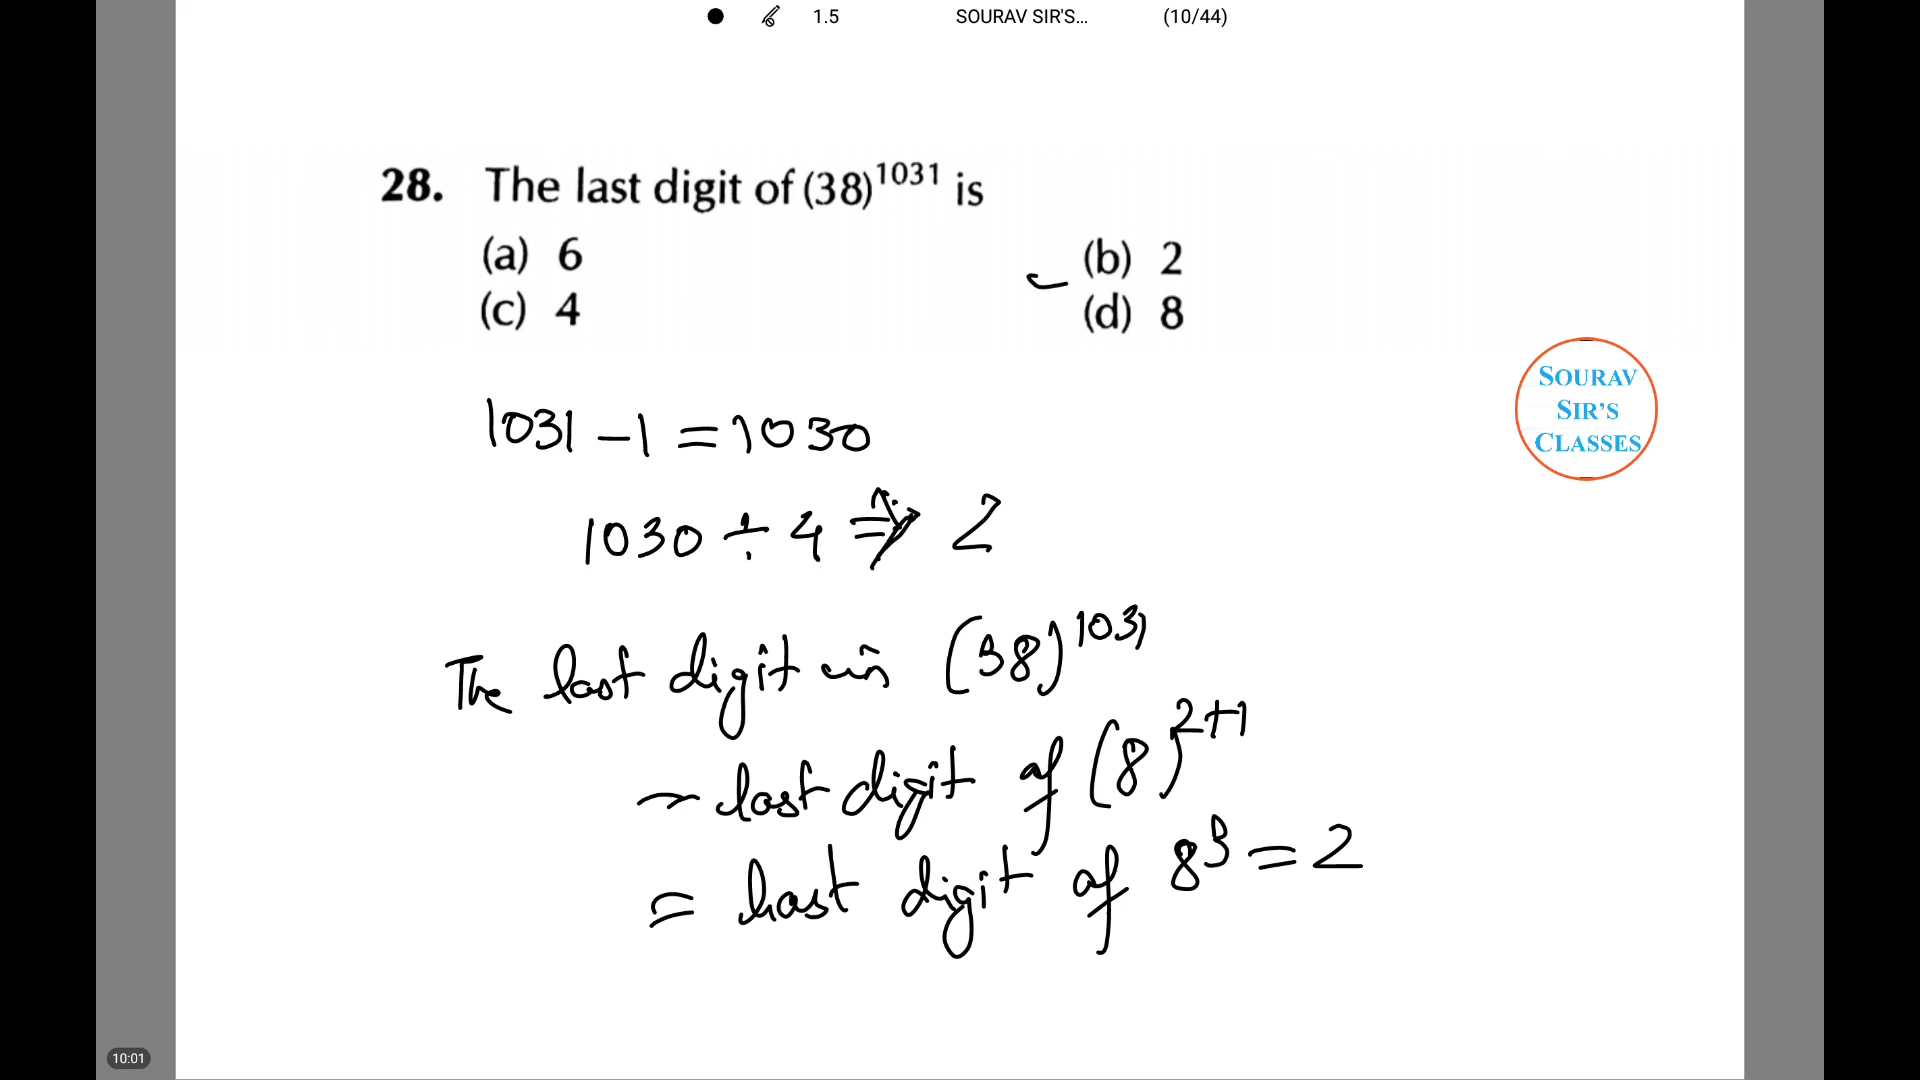 1.5 SOURAV SIR'S... (10/44)
28. The last digit of (38)^1031 is
(a) 6 (b) 2
(c) 4 (d) 8
SOURAV
SIR'S
CLASSES
1031 - 1 = 1030
1030 ÷ 4 ⇒ 2
The last digit in (38)^1031
last digit of (8)^2+1
= last digit of 8^3 = 2
10:01